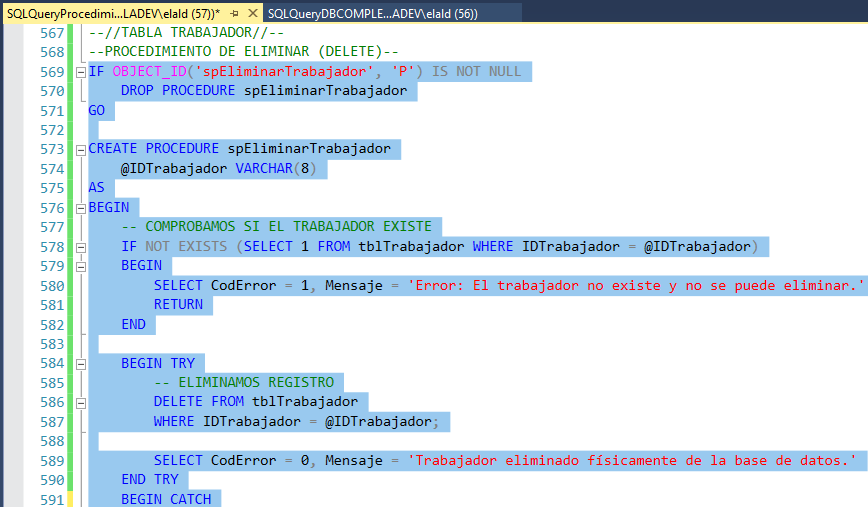 SQLQueryProcedimi...LADEV\elald (57))* SQLQueryDBCOMPLE...ADEV\elald (56))
567 --//TABLA TRABAJADOR//--
568 --PROCEDIMIENTO DE ELIMINAR (DELETE)--
569 IF OBJECT_ID('spEliminarTrabajador', 'P') IS NOT NULL
570 DROP PROCEDURE spEliminarTrabajador
571 GO
572
573 CREATE PROCEDURE spEliminarTrabajador
574 @IDTrabajador VARCHAR(8)
575 AS
576 BEGIN
577 -- COMPROBAMOS SI EL TRABAJADOR EXISTE
578 IF NOT EXISTS (SELECT 1 FROM tblTrabajador WHERE IDTrabajador = @IDTrabajador)
579 BEGIN
580 SELECT CodError = 1, Mensaje = 'Error: El trabajador no existe y no se puede eliminar.'
581 RETURN
582 END
583
584 BEGIN TRY
585 -- ELIMINAMOS REGISTRO
586 DELETE FROM tblTrabajador
587 WHERE IDTrabajador = @IDTrabajador;
588
589 SELECT CodError = 0, Mensaje = 'Trabajador eliminado físicamente de la base de datos.'
590 END TRY
591 BEGIN CATCH